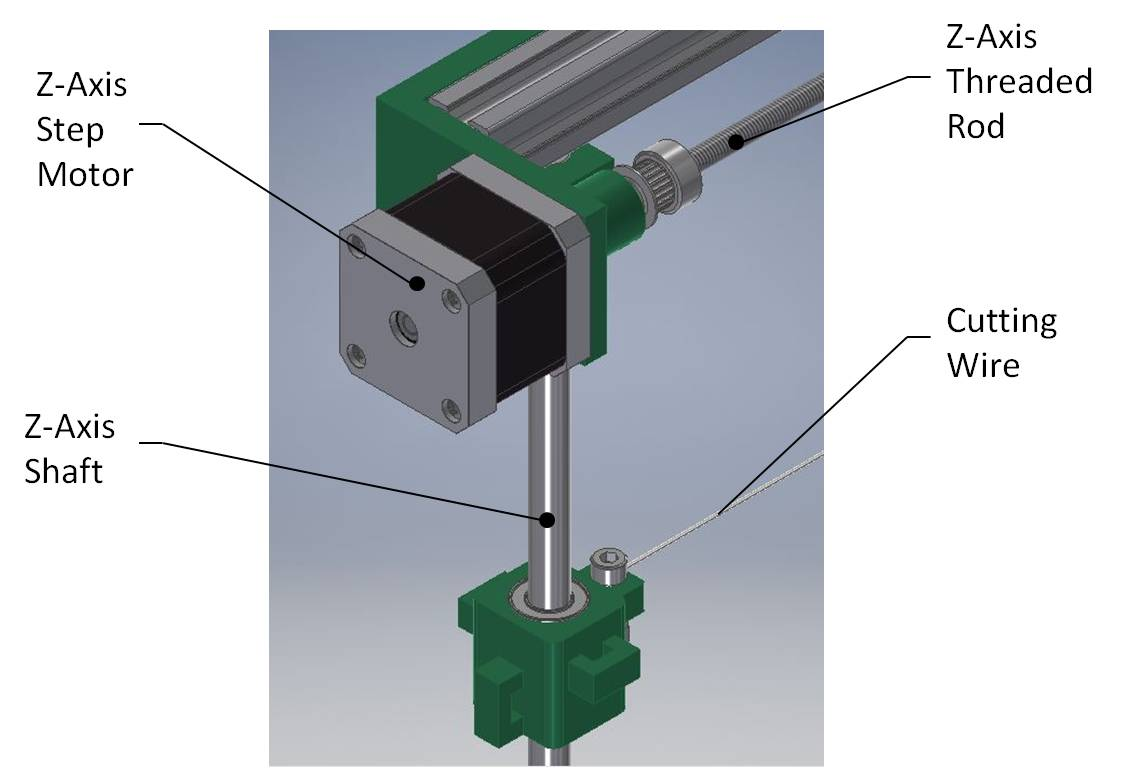 Z-Axis
Step
Motor
Z-Axis
Threaded
Rod
Cutting
Wire
Z-Axis
Shaft